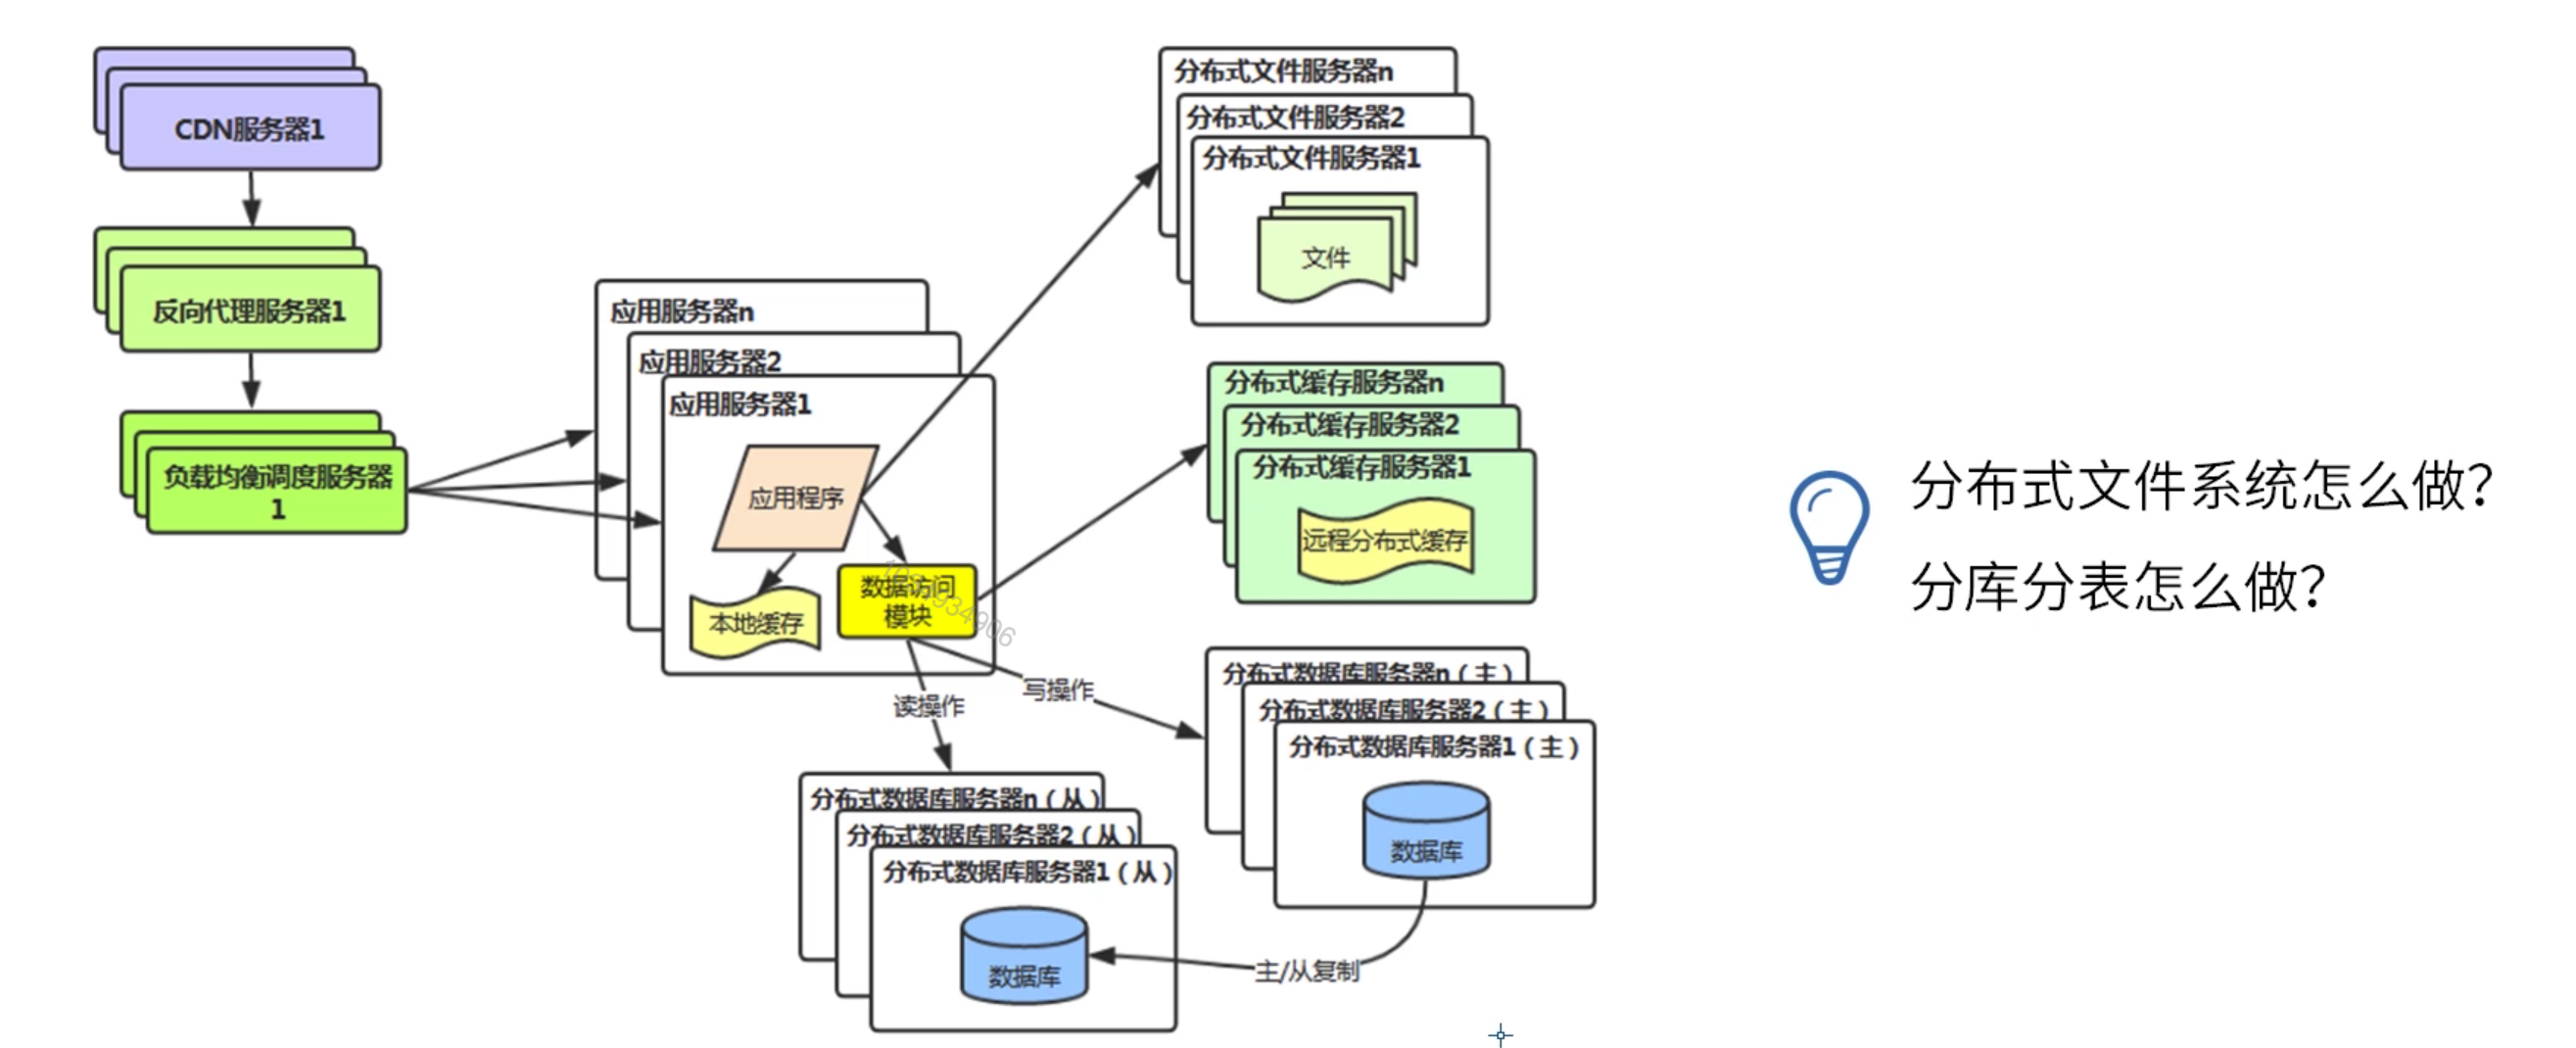 CDN服务器1
反向代理服务器1
负载均衡调度服务器
1
应用服务器n
应用服务器2
应用服务器1
应用程序
本地缓存
数据访问
模块
读操作
写操作
分布式文件服务器n
分布式文件服务器2
分布式文件服务器1
文件
分布式缓存服务器n
分布式缓存服务器2
分布式缓存服务器1
远程分布式缓存
分布式数据库服务器n（主）
分布式数据库服务器2（主）
分布式数据库服务器1（主）
数据库
分布式数据库服务器n（从）
分布式数据库服务器2（从）
分布式数据库服务器1（从）
数据库
主/从复制
分布式文件系统怎么做？
分库分表怎么做？